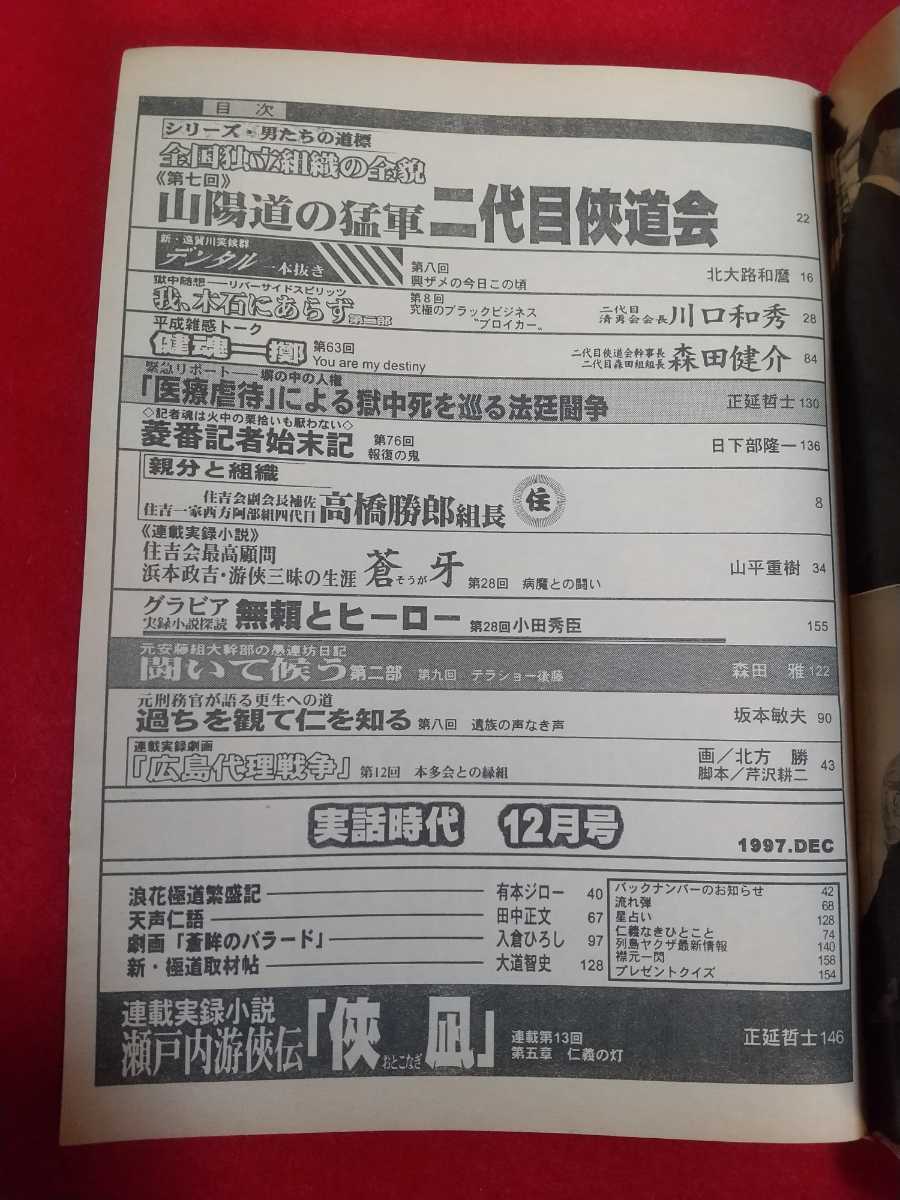 目次
シリーズ・男たちの道標
全国独立組織の全貌
《第七回》
山陽道の猛軍 二代目俠道会 22
新・遠賀川実候群
デンタル一本抜き
第八回
興ザメの今日この頃
北大路和麿 16
獄中随想――リバーサイドスピリッツ
我、木石にあらず 第二部
第8回
究極のブラックビジネス
"ブロイカー"
二代目
清勇会会長 川口和秀 28
平成雑感トーク
健魂一擲 第63回
You are my destiny
二代目俠道会幹事長
二代目森田組組長 森田健介 84
緊急リポート――塀の中の人権
「医療虐待」による獄中死を巡る法廷闘争 正延哲士 130
◇記者魂は火中の栗拾いも厭わない◇
菱番記者始末記 第76回
報復の鬼
日下部隆一 136
親分と組織
住吉会副会長補佐
住吉一家西方阿部組四代目 高橋勝郎組長 住 8
《連載実録小説》
住吉会最高顧問
浜本政吉・游俠三昧の生涯 蒼牙 そうが 第28回 病魔との闘い 山平重樹 34
グラビア
実録小説探読 無頼とヒーロー 第28回 小田秀臣 155
元安藤組大幹部の愚連坊日記
闘いて候う 第二部 第九回 テラショー後藤 森田 雅 122
元刑務官が語る更生への道
過ちを観て仁を知る 第八回 遺族の声なき声 坂本敏夫 90
連載実録劇画
「広島代理戦争」 第12回 本多会との縁組
画／北方 勝
脚本／芹沢耕二 43
実話時代 12月号
1997.DEC
浪花極道繁盛記 有本ジロー 40
天声仁語 田中正文 67
劇画「蒼眸のバラード」 入倉ひろし 97
新・極道取材帖 大道智史 128
バックナンバーのお知らせ 42
流れ弾 68
星占い 128
仁義なきひとこと 74
列島ヤクザ最新情報 140
襟元一閃 158
プレゼントクイズ 154
連載実録小説
瀬戸内游俠伝「俠凪」 おとこなぎ
連載第13回
第五章 仁義の灯
正延哲士 146